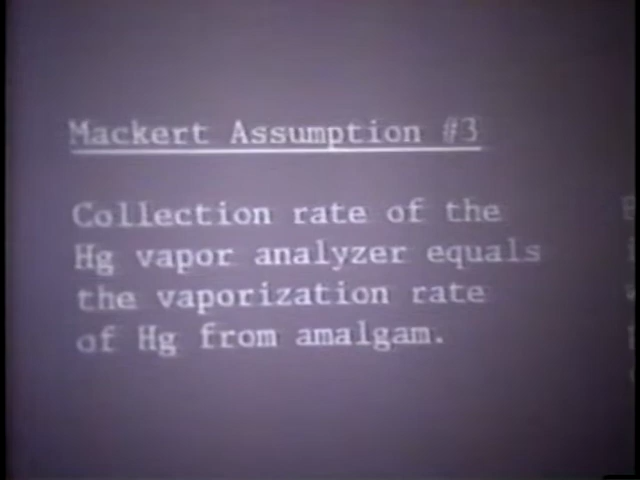 Mackert Assumption #3
Collection rate of the
Hg vapor analyzer equals
the vaporization rate
of Hg from amalgam.